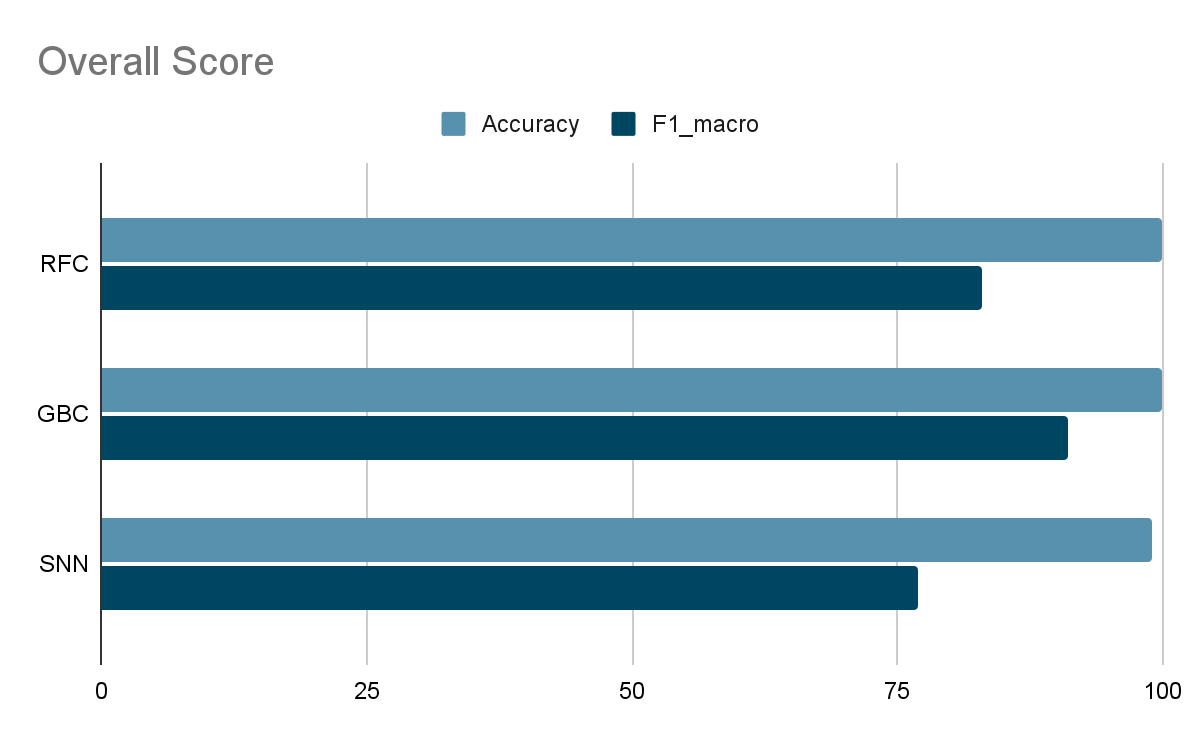 Overall Score
Accuracy F1_macro
RFC
GBC
SNN
0 25 50 75 100